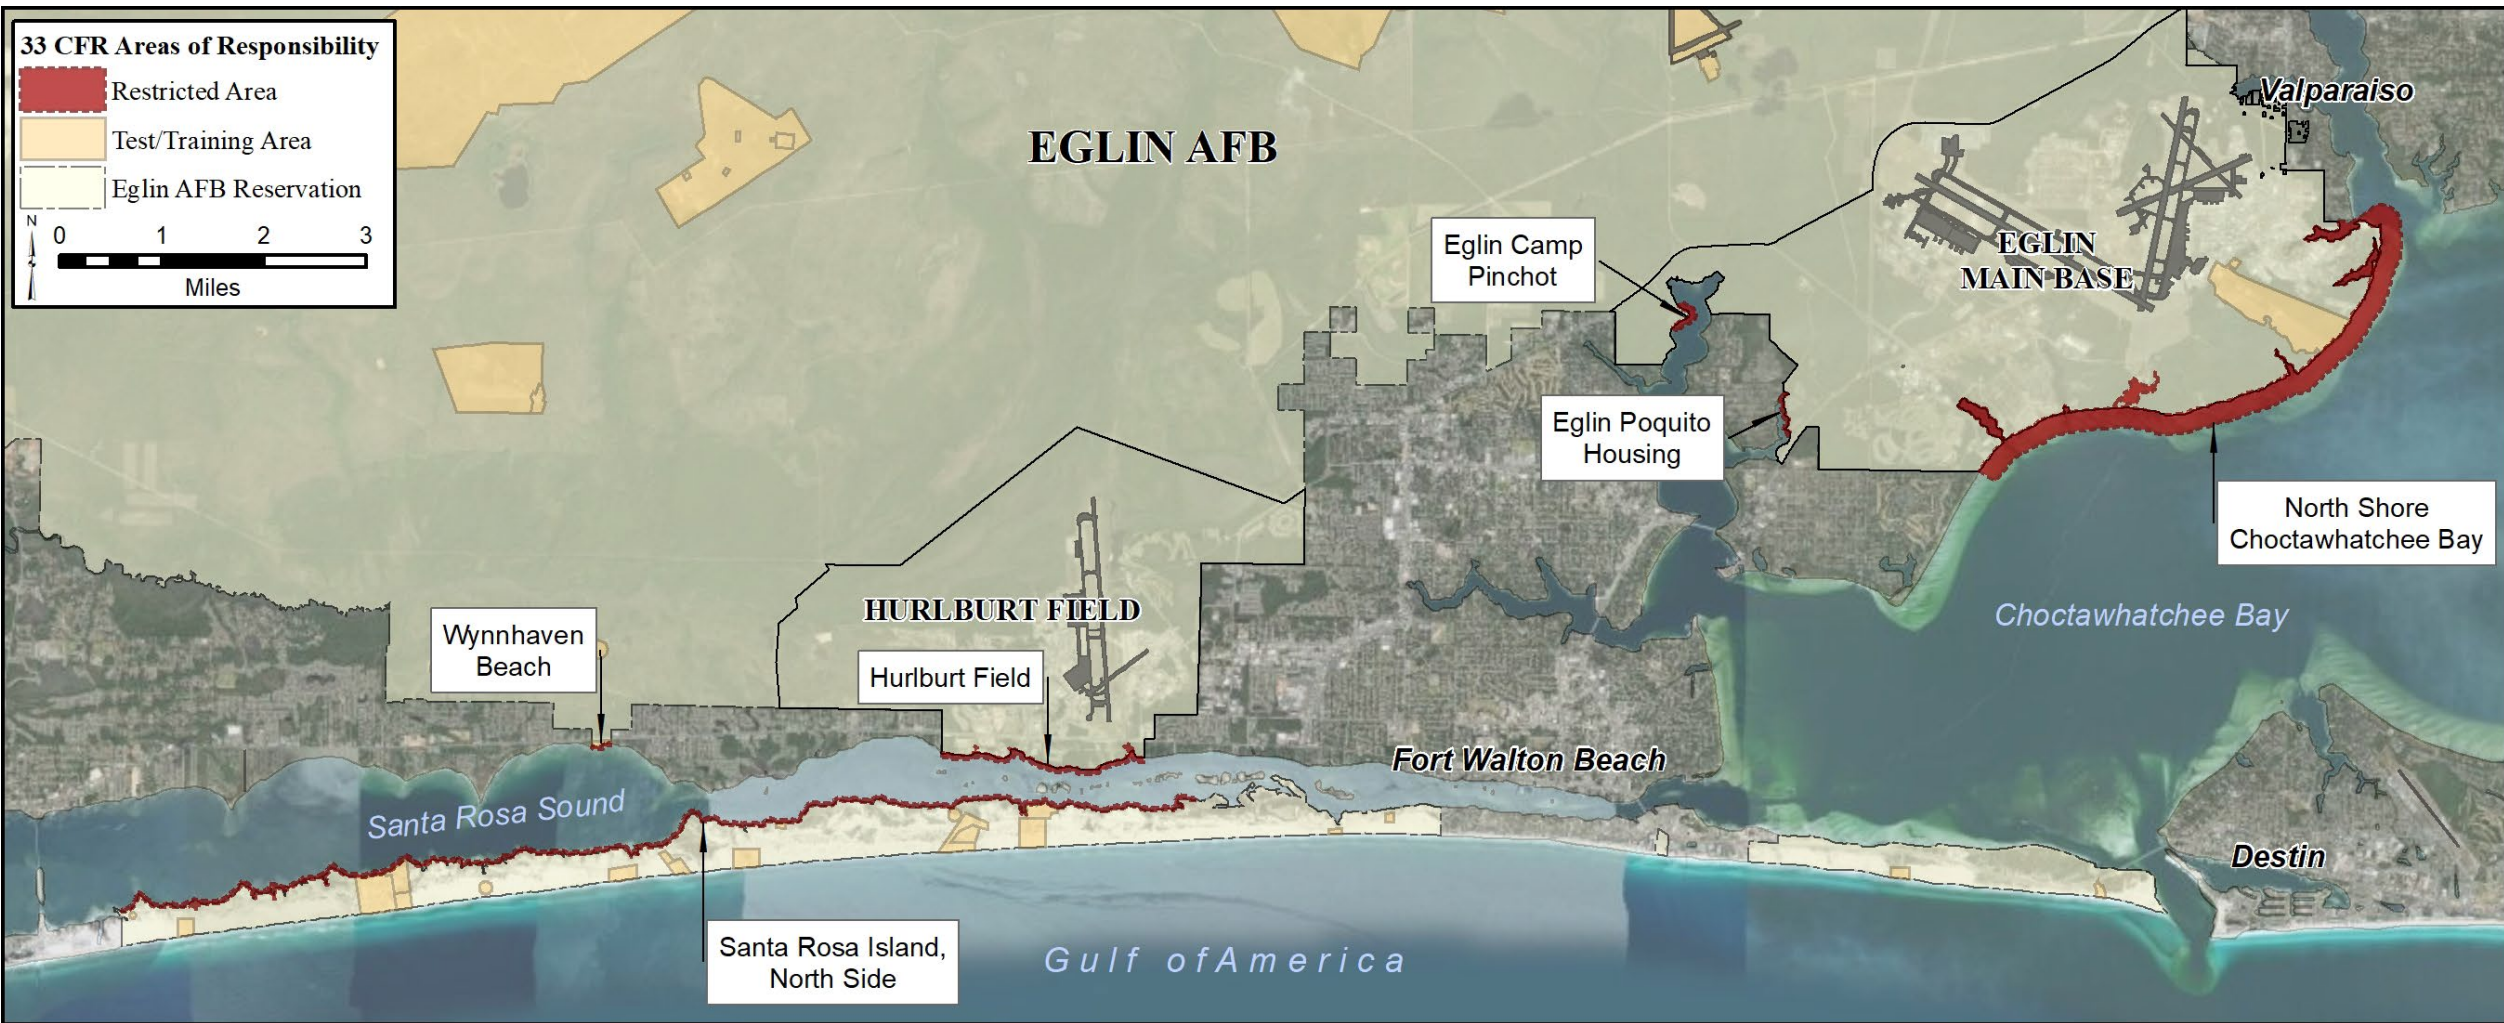 33 CFR Areas of Responsibility
Restricted Area
Test/Training Area
Eglin AFB Reservation
N
0 1 2 3
Miles
EGLIN AFB
Valparaiso
Eglin Camp
Pinchot
EGLIN
MAIN BASE
Eglin Poquito
Housing
North Shore
Choctawhatchee Bay
Wynnhaven
Beach
HURLBURT FIELD
Hurlburt Field
Choctawhatchee Bay
Fort Walton Beach
Santa Rosa Sound
Destin
Santa Rosa Island,
North Side
Gulf ofAmerica